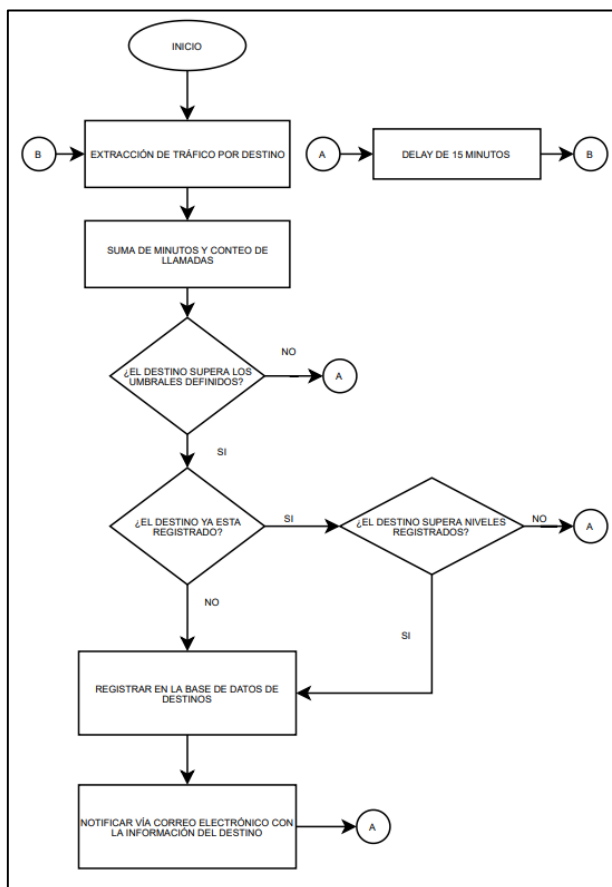 INICIO
B
EXTRACCIÓN DE TRÁFICO POR DESTINO
A
DELAY DE 15 MINUTOS
B
SUMA DE MINUTOS Y CONTEO DE
LLAMADAS
¿EL DESTINO SUPERA LOS
UMBRALES DEFINIDOS?
NO
A
SI
¿EL DESTINO YA ESTA
REGISTRADO?
SI
¿EL DESTINO SUPERA NIVELES
REGISTRADOS?
NO
A
NO
SI
REGISTRAR EN LA BASE DE DATOS DE
DESTINOS
NOTIFICAR VÍA CORREO ELECTRÓNICO CON
LA INFORMACIÓN DEL DESTINO
A